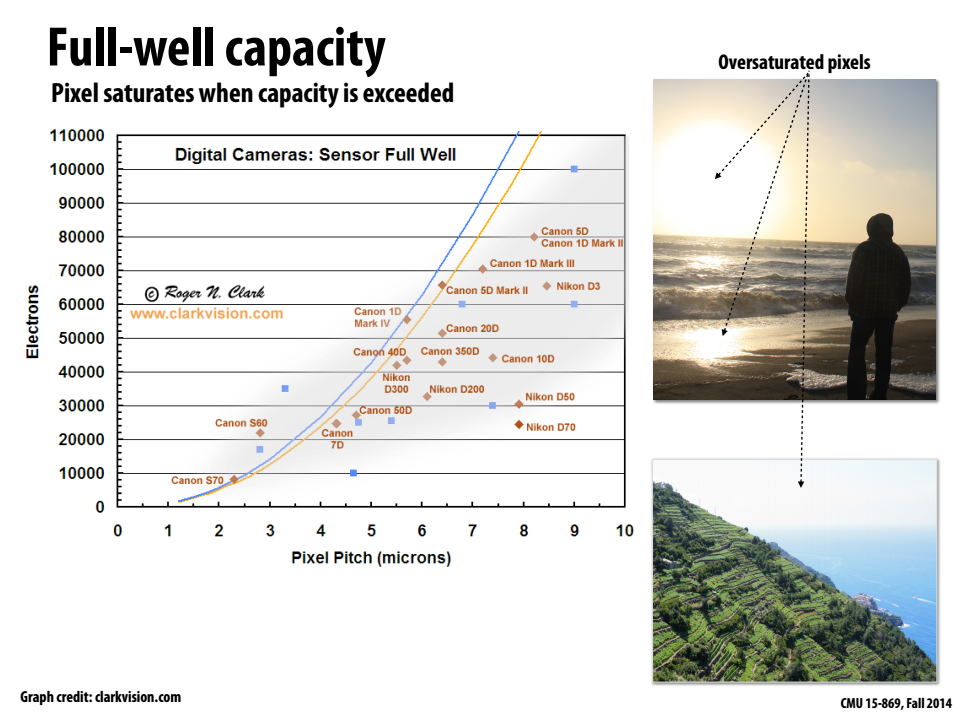 Full-well capacity
Pixel saturates when capacity is exceeded
Oversaturated pixels
Digital Cameras: Sensor Full Well
110000
100000
90000
80000
70000
60000
50000
40000
30000
20000
10000
0
Electrons
© Roger N. Clark
www.clarkvision.com
Canon 5D
Canon 1D Mark II
Canon 1D Mark III
Canon 5D Mark II
Nikon D3
Canon 1D
Mark IV
Canon 20D
Canon 40D
Canon 350D
Canon 10D
Nikon
D300
Nikon D200
Nikon D50
Canon 50D
Canon S60
Canon
7D
Nikon D70
Canon S70
0 1 2 3 4 5 6 7 8 9 10
Pixel Pitch (microns)
Graph credit: clarkvision.com
CMU 15-869, Fall 2014